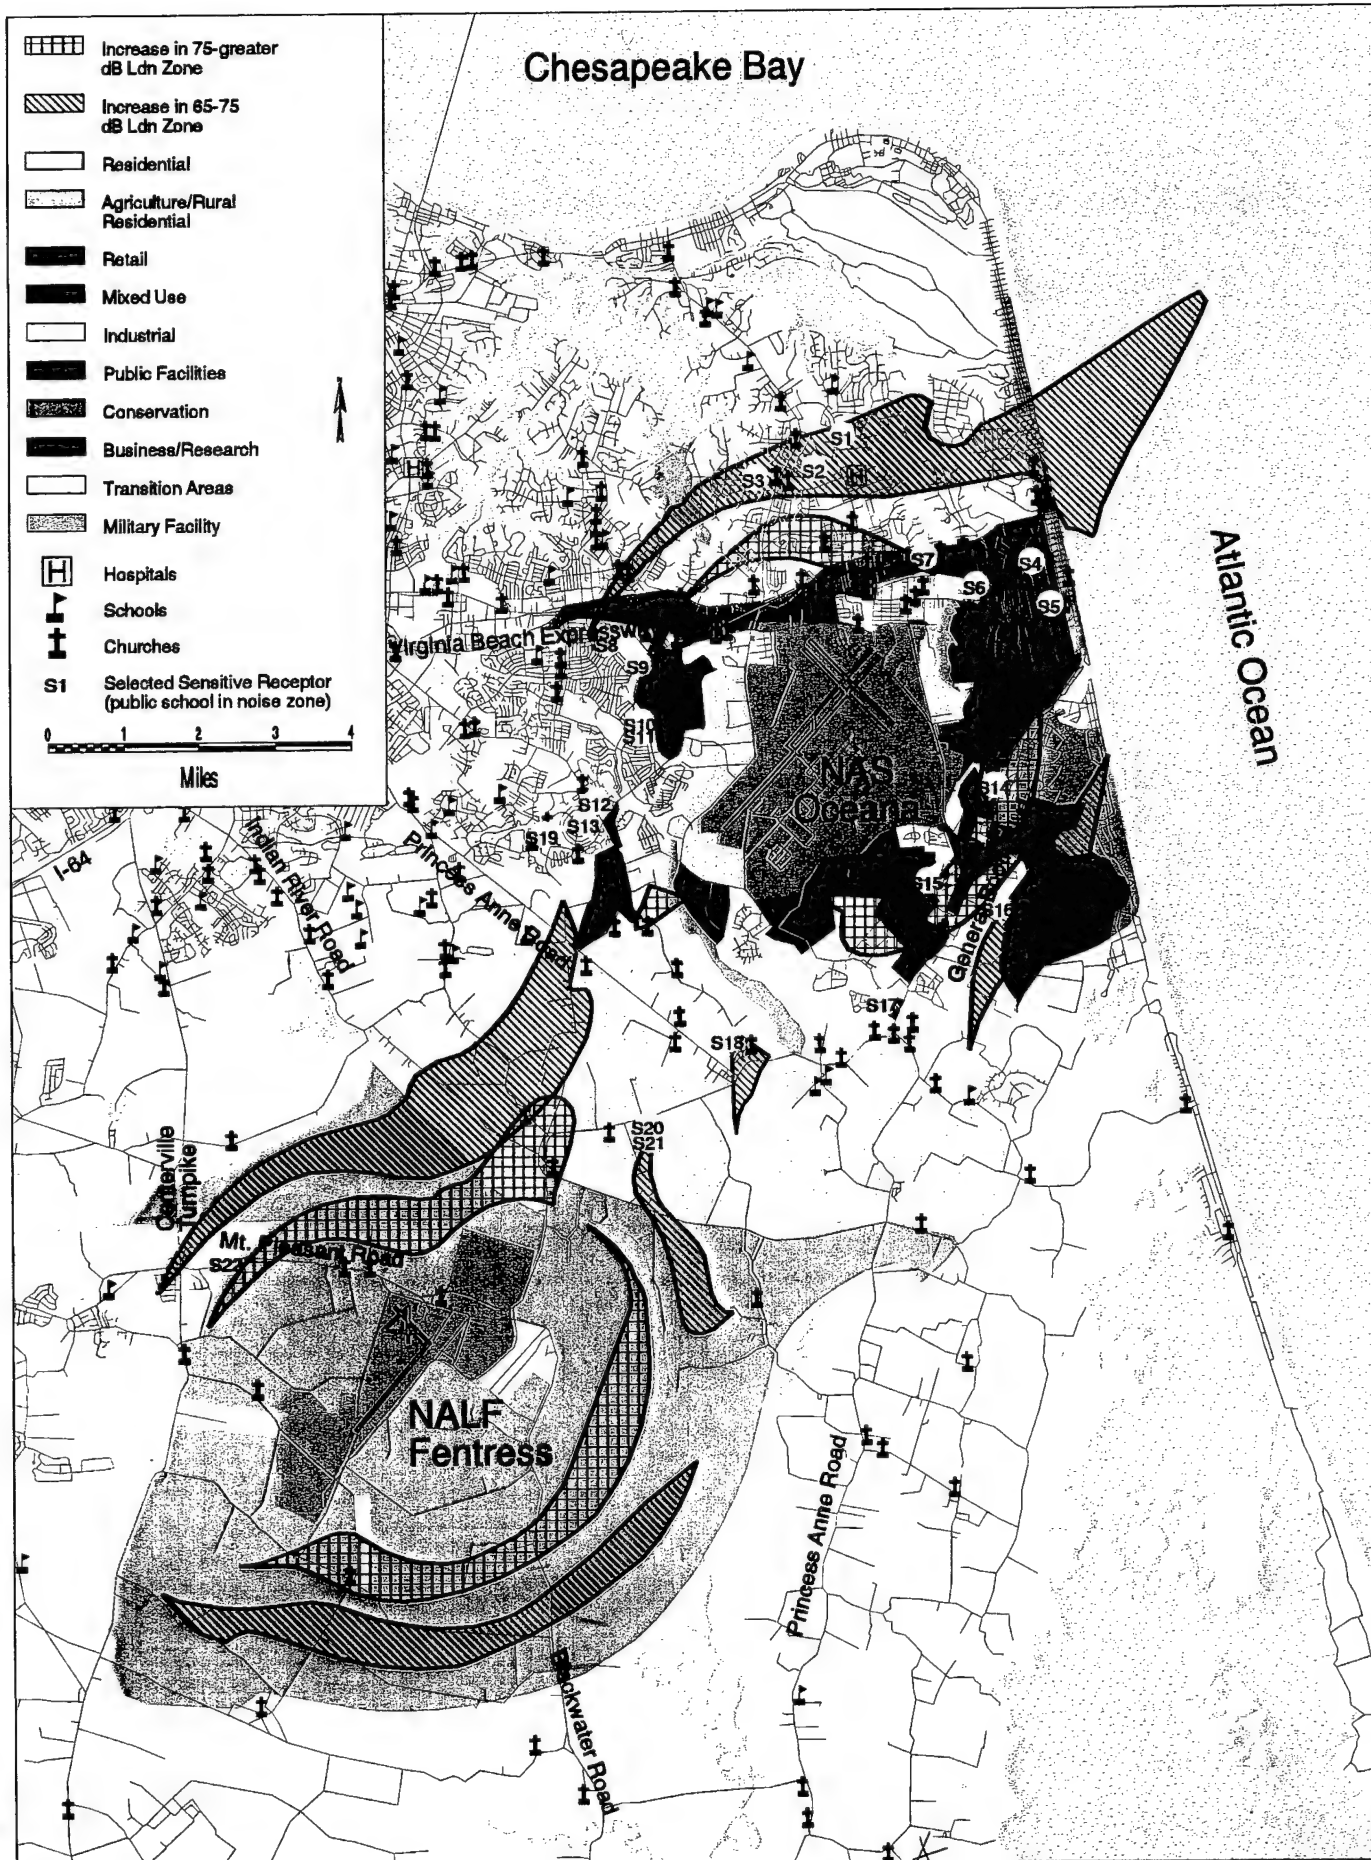 Increase in 75-greater
dB Ldn Zone
Increase in 65-75
dB Ldn Zone
Residential
Agriculture/Rural
Residential
Retail
Mixed Use
Industrial
Public Facilities
Conservation
Business/Research
Transition Areas
Military Facility
H Hospitals
Schools
Churches
S1 Selected Sensitive Receptor
(public school in noise zone)
0 1 2 3 4
Miles
Chesapeake Bay
Atlantic Ocean
S1
S2
H
S3
H
S7
S4
S6
S5
Virginia Beach
S8
S9
S10
S11
NAS
Oceana
S14
S12
S13
S19
S15
S16
I-64
Indian River Road
Princess Anne Road
General
S17
S18
S20
S21
Centerville
Turnpike
Mt. Pleasant Road
S22
NALF
Fentress
Princess Anne Road
Blackwater Road